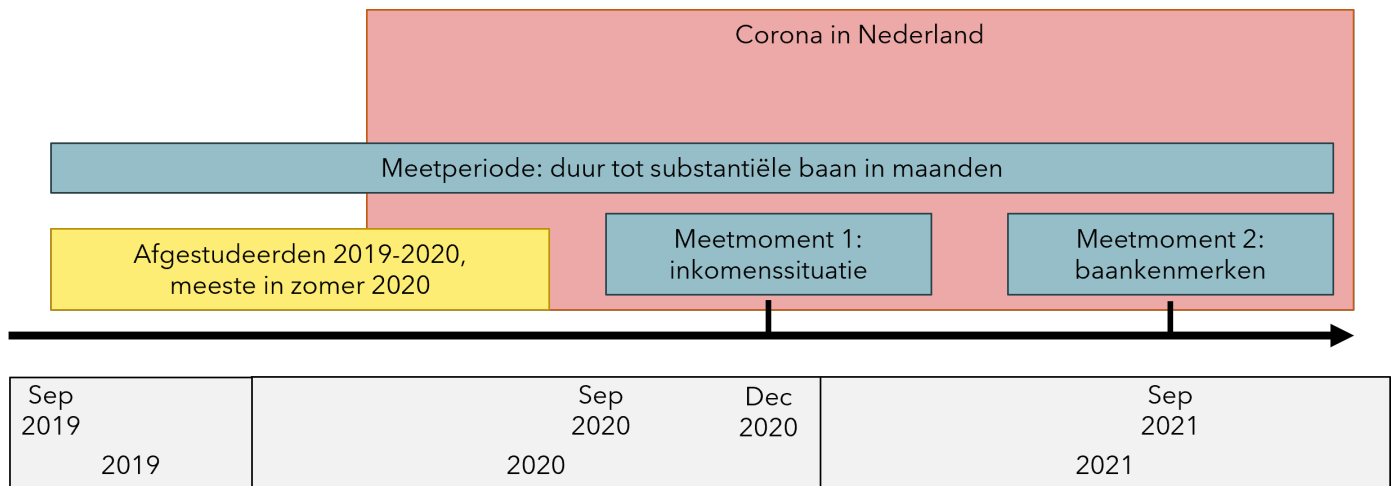 Corona in Nederland
Meetperiode: duur tot substantiële baan in maanden
Afgestudeerden 2019-2020,
meeste in zomer 2020
Meetmoment 1:
inkomenssituatie
Meetmoment 2:
baankenmerken
Sep
2019
Sep
2020
Dec
2020
Sep
2021
2019
2020
2021